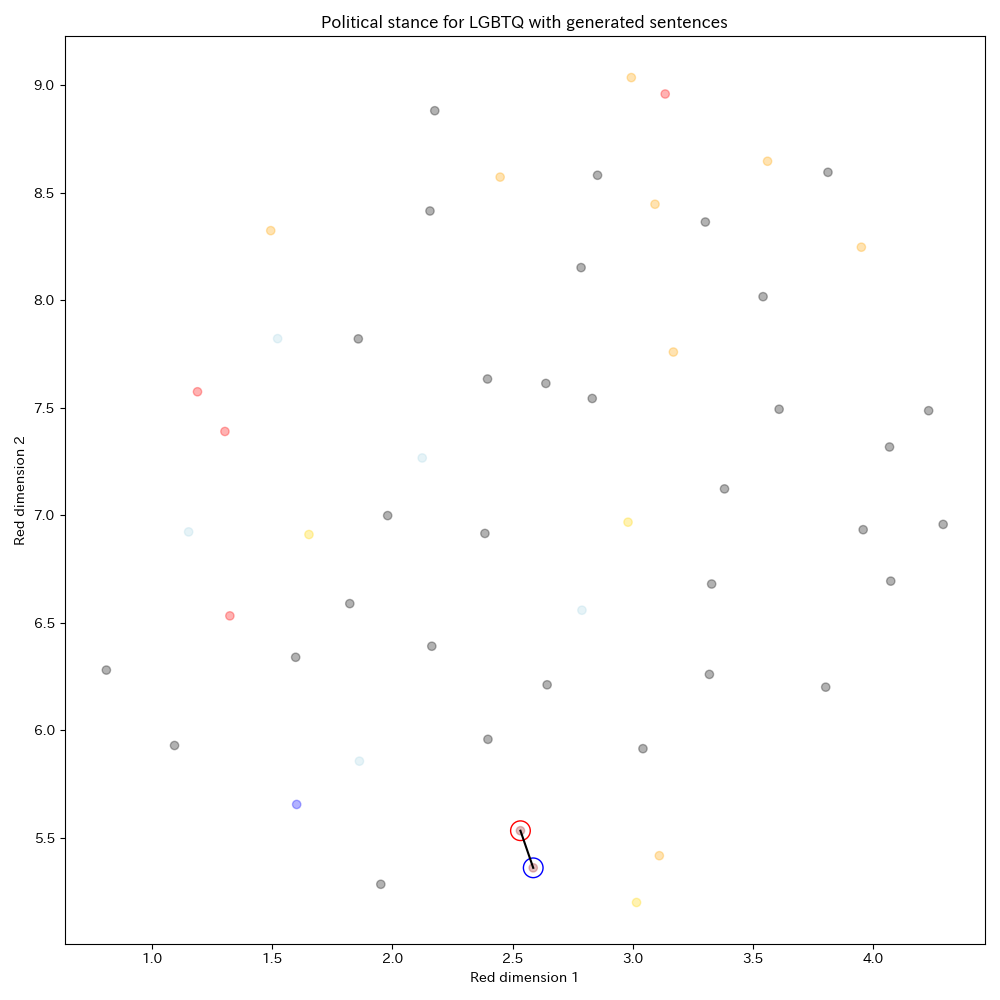 Political stance for LGBTQ with generated sentences
9.0
8.5
8.0
7.5
7.0
6.5
6.0
5.5
Red dimension 2
1.0 1.5 2.0 2.5 3.0 3.5 4.0
Red dimension 1